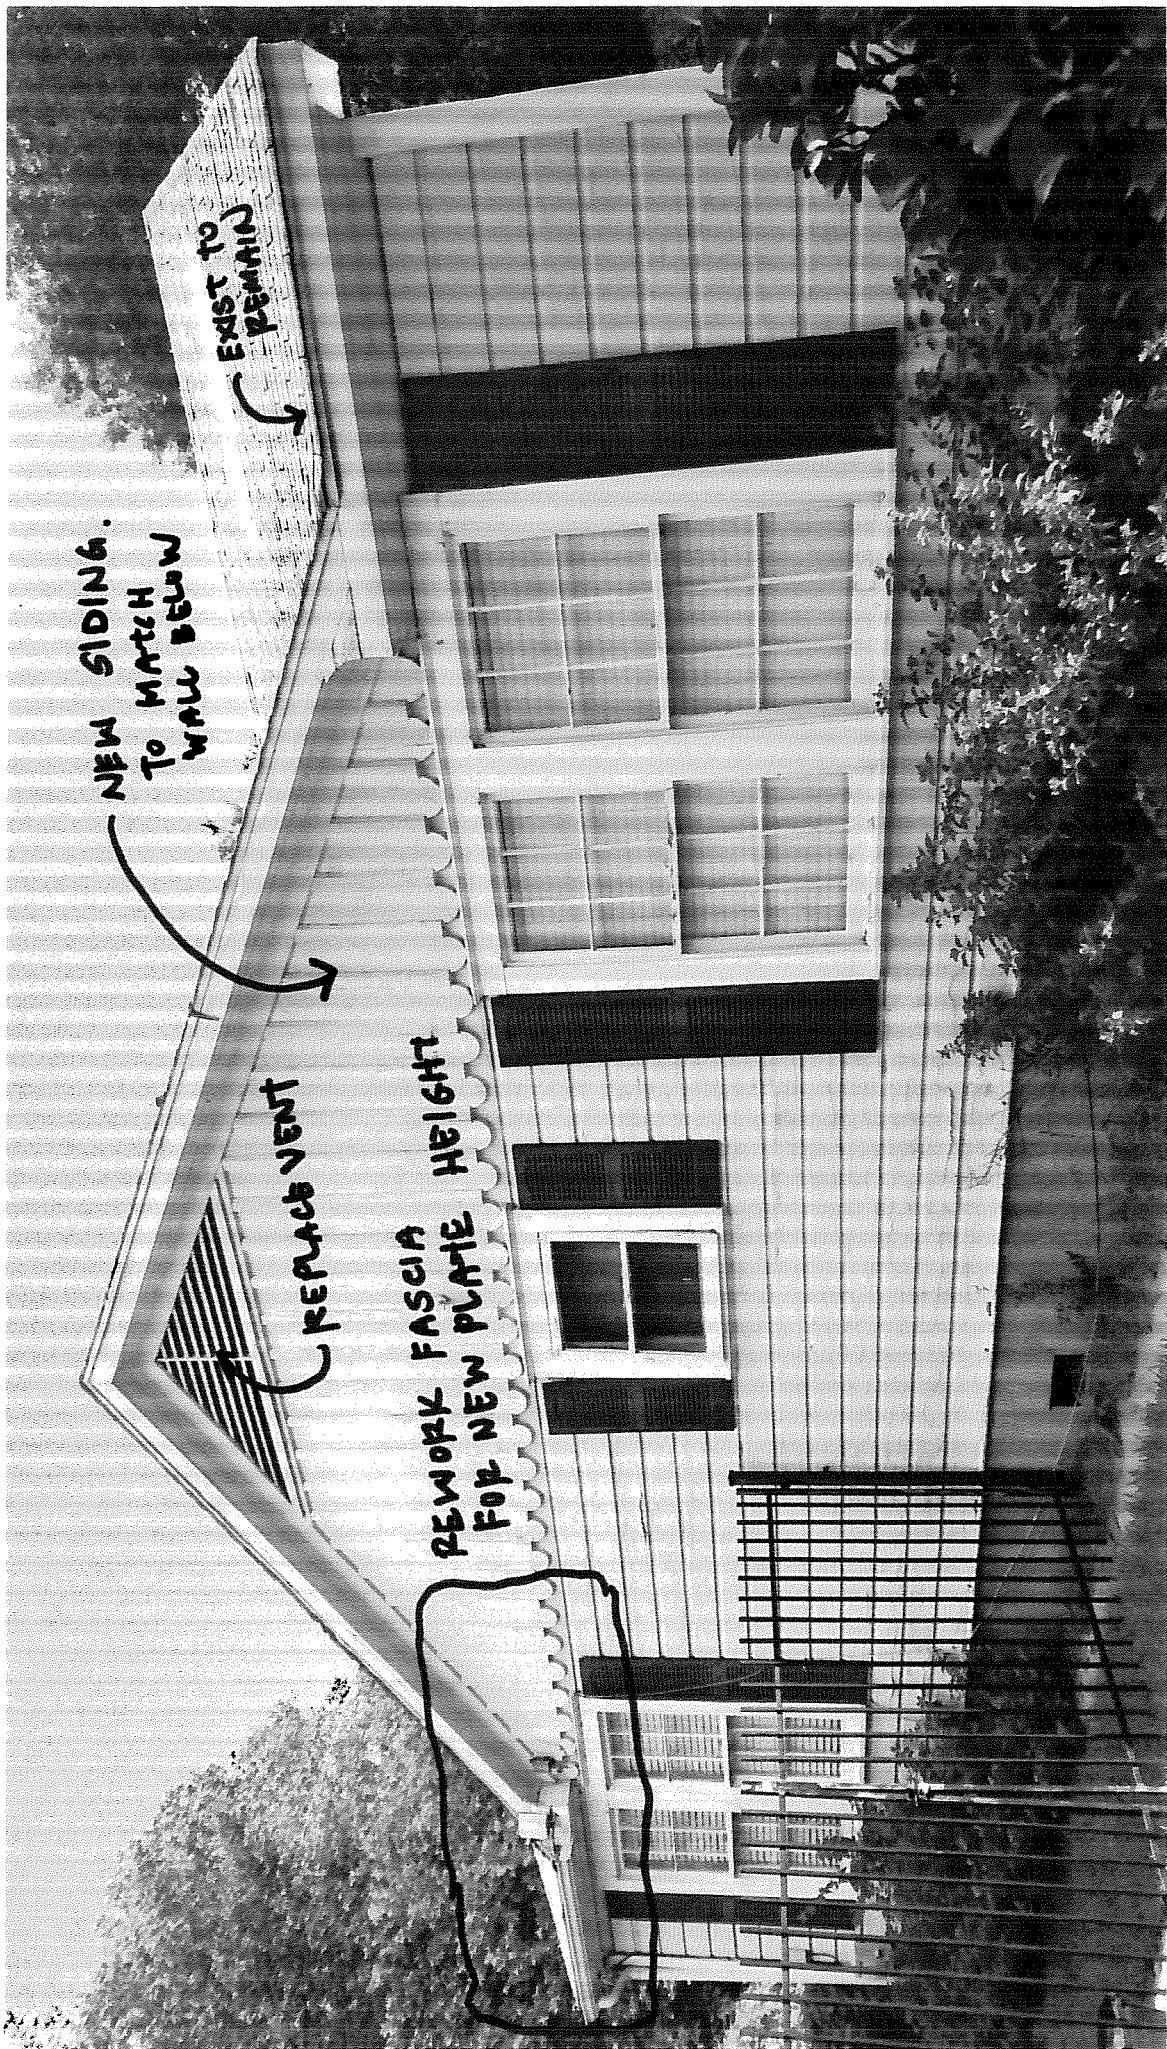 NEW SIDING.
TO MATCH
WALL BELOW
EXIST TO
REMAIN
REPLACE VENT
REWORK FASCIA
FOR NEW PLATE HEIGHT